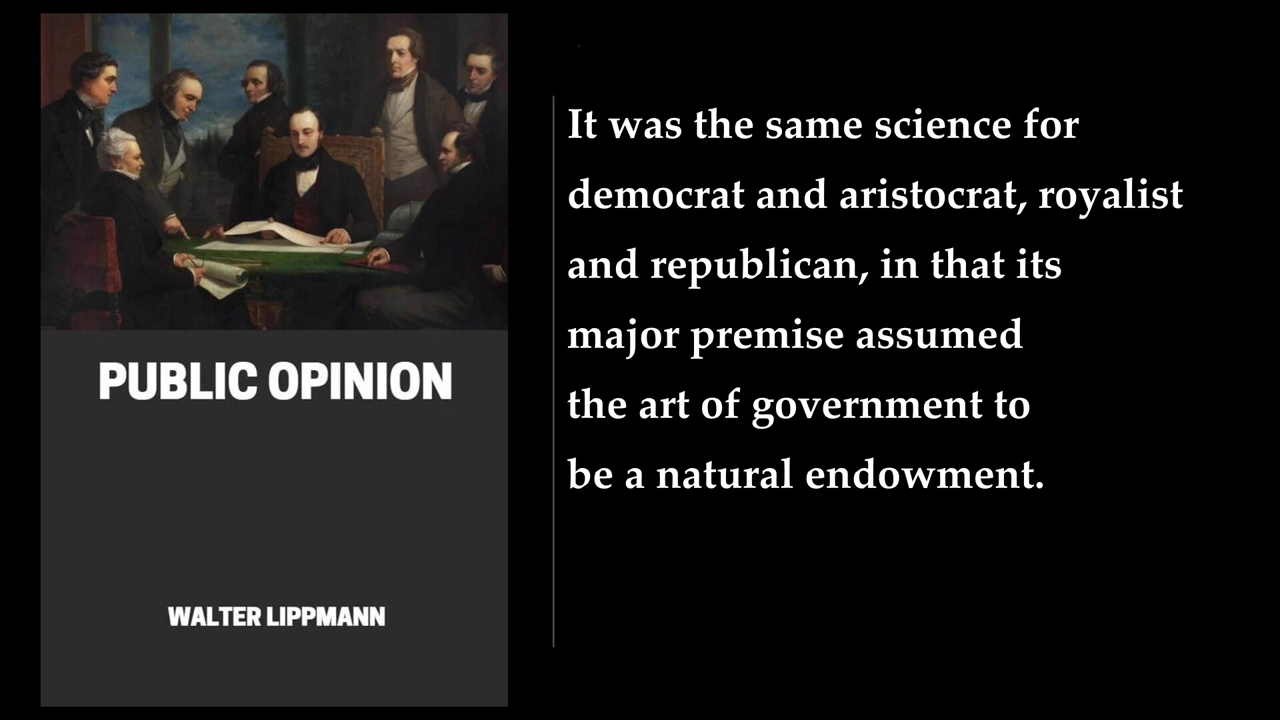 PUBLIC OPINION
WALTER LIPPMANN
It was the same science for
democrat and aristocrat, royalist
and republican, in that its
major premise assumed
the art of government to
be a natural endowment.